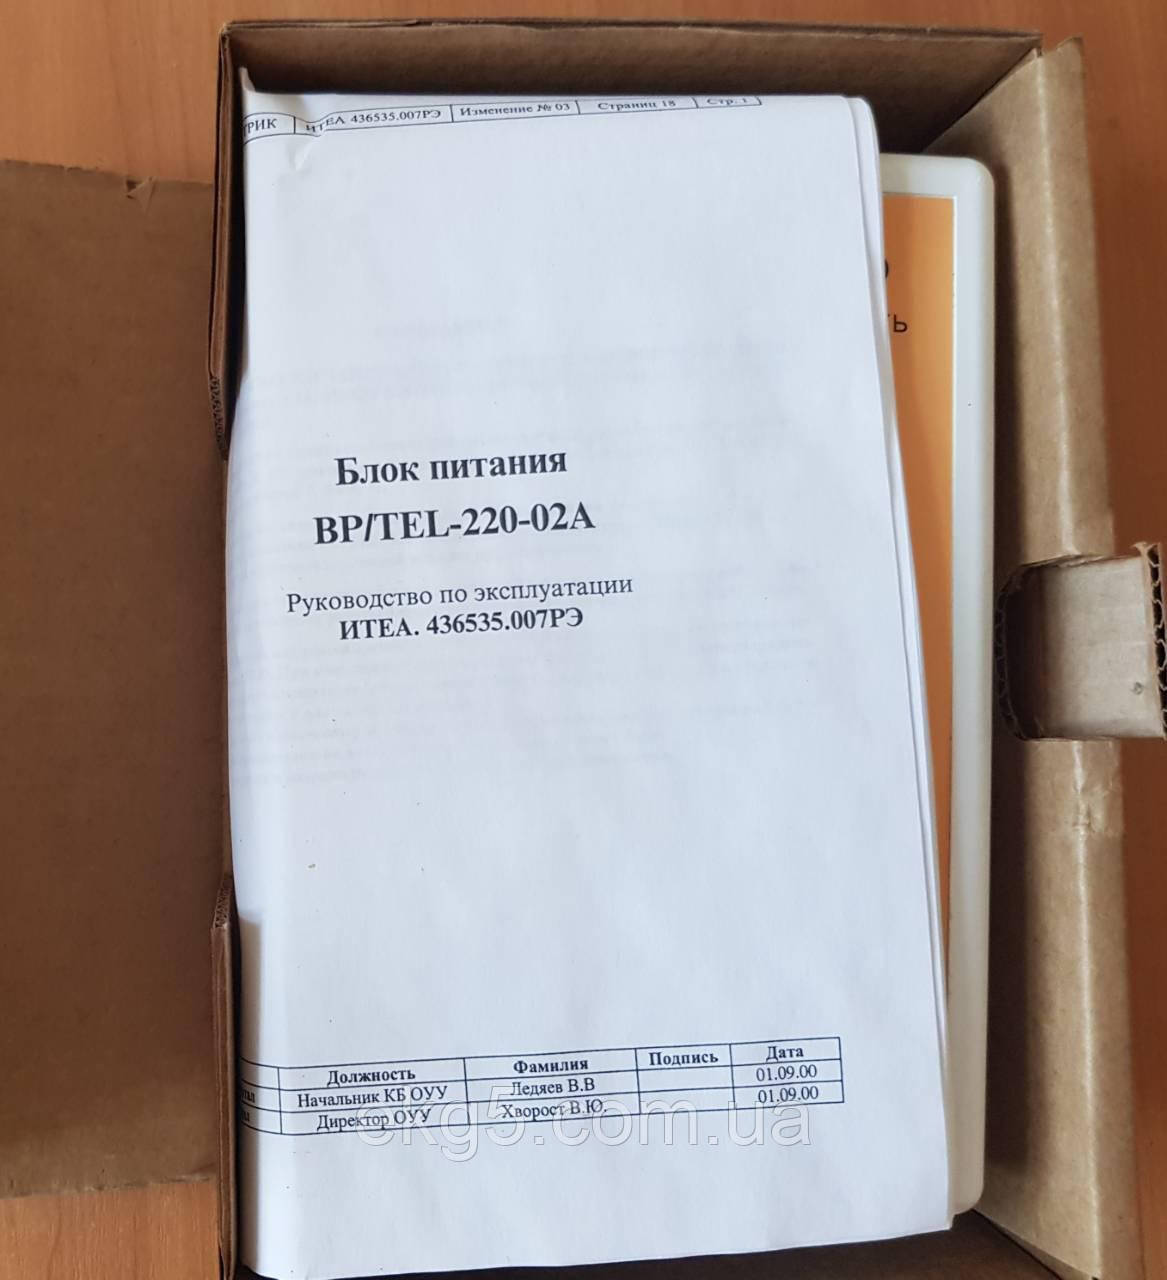 ИТЕА 436535.007РЭ Изменение № 03 Страниц 18 Стр. 1
Блок питания
BP/TEL-220-02A
Руководство по эксплуатации
ИТЕА. 436535.007РЭ
Должность Фамилия Подпись Дата
Начальник КБ ОУУ Ледяев В.В 01.09.00
Директор ОУУ Хворост В.Ю. 01.09.00
ekg5.com.ua